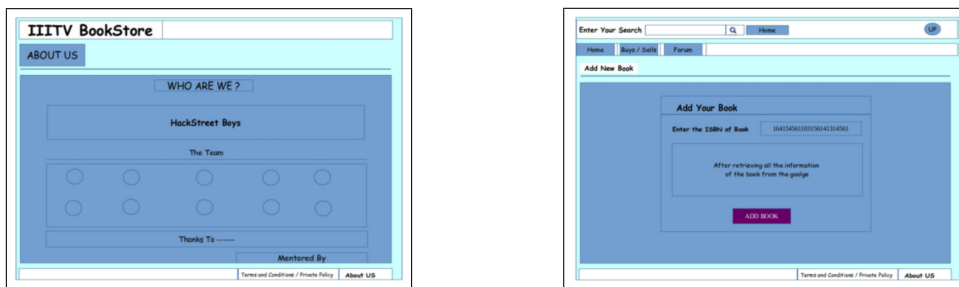 IIITV BookStore
ABOUT US
WHO ARE WE ?
HackStreet Boys
The Team
Thanks To ------
Mentored By
Terms and Conditions / Private Policy About US
Enter Your Search Home UP
Home Buys / Sells Forum
Add New Book
Add Your Book
Enter the ISBN of Book
After retrieving all the information
of the book from the goolge
ADD BOOK
Terms and Conditions / Private Policy About US